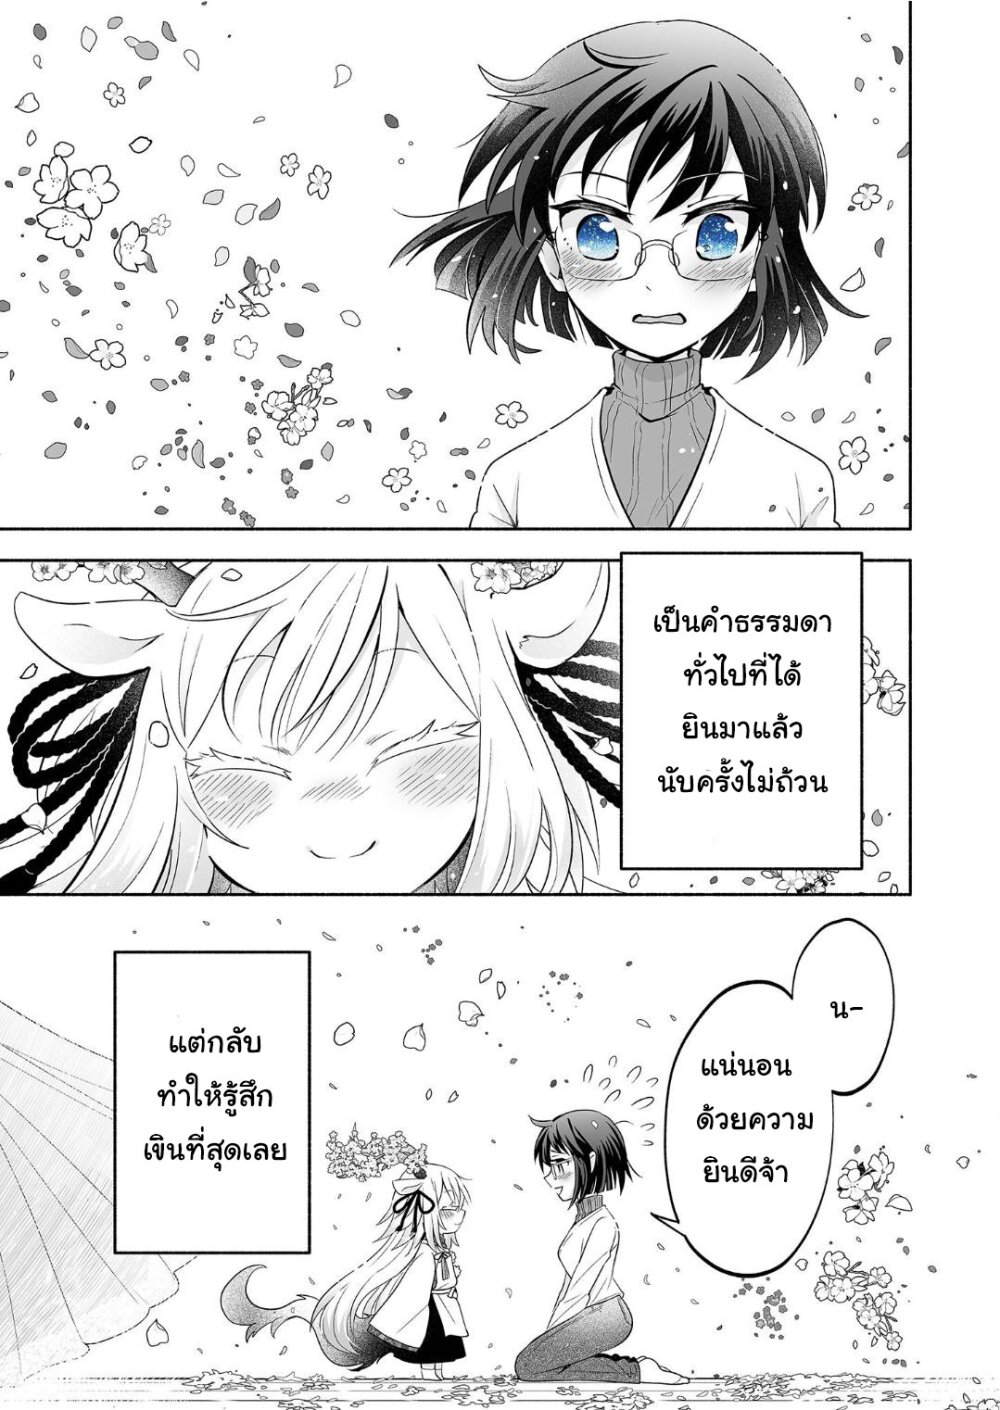 เป็นคำธรรมดา
ทั่วไปที่ได้
ยินมาแล้ว
นับครั้งไม่ถ้วน
น-
แน่นอน
ด้วยความ
ยินดีจ้า
แต่กลับ
ทำให้รู้สึก
เขินที่สุดเลย